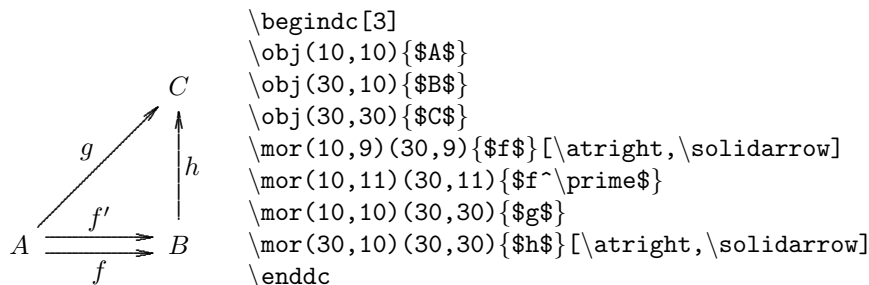 C
g
h
f′
A
B
f
\begindc[3]
\obj(10,10){$A$}
\obj(30,10){$B$}
\obj(30,30){$C$}
\mor(10,9)(30,9){$f$}[\atright,\solidarrow]
\mor(10,11)(30,11){$f^\prime$}
\mor(10,10)(30,30){$g$}
\mor(30,10)(30,30){$h$}[\atright,\solidarrow]
\enddc